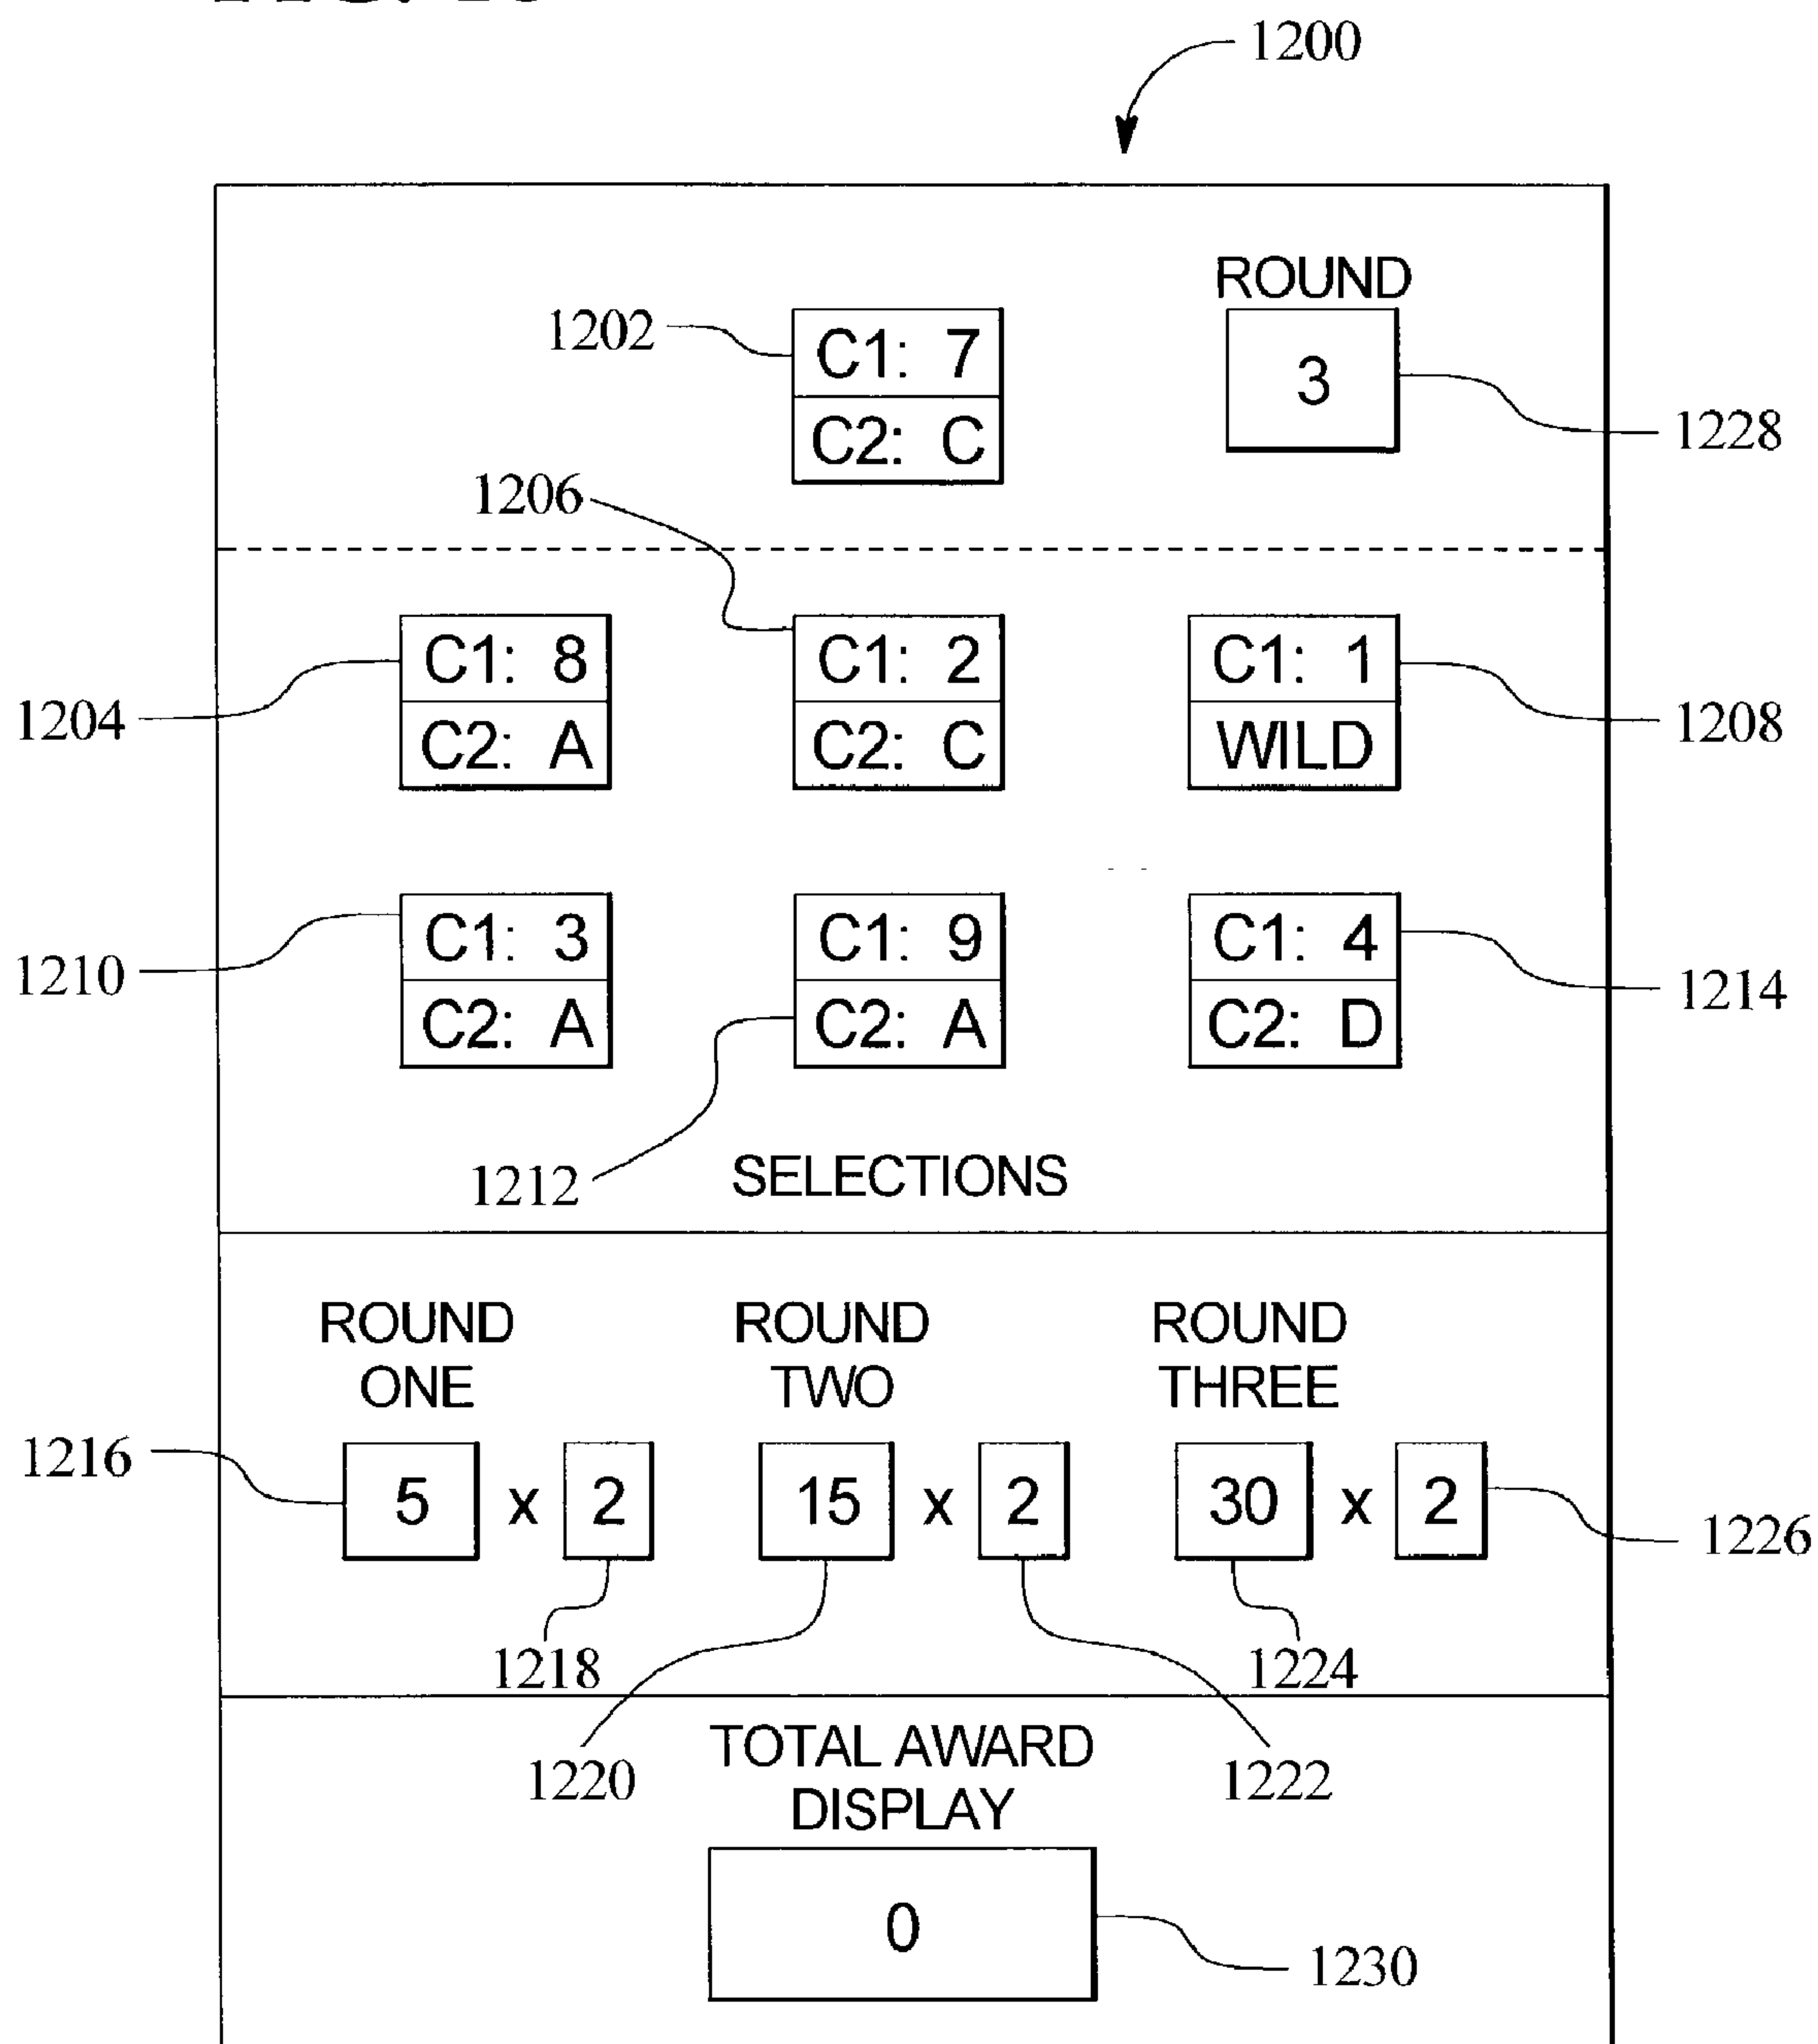 1200
ROUND
1202
C1: 7
3
C2: C
1228
1206
C1: 8
C1: 2
C1: 1
1204
1208
C2: A
C2: C
WILD
C1: 3
C1: 9
C1: 4
1210
1214
C2: A
C2: A
C2: D
1212
SELECTIONS
ROUND
ONE
ROUND
TWO
ROUND
THREE
1216
5 x 2
15 x 2
30 x 2
1226
1218
1224
1220
1222
TOTAL AWARD
DISPLAY
0
1230